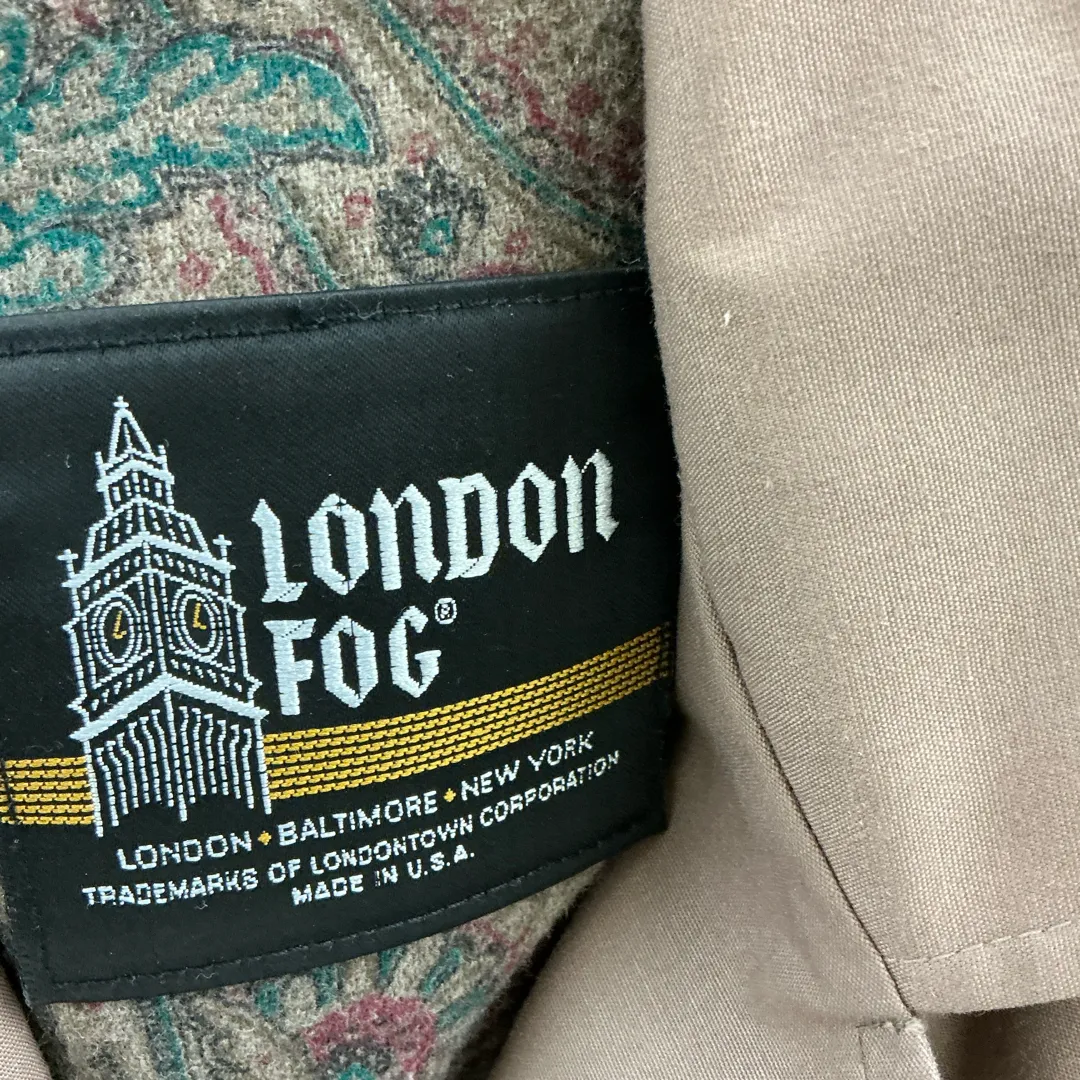 LONDON
FOG®
LONDON • BALTIMORE • NEW YORK
TRADEMARKS OF LONDONTOWN CORPORATION
MADE IN U.S.A.